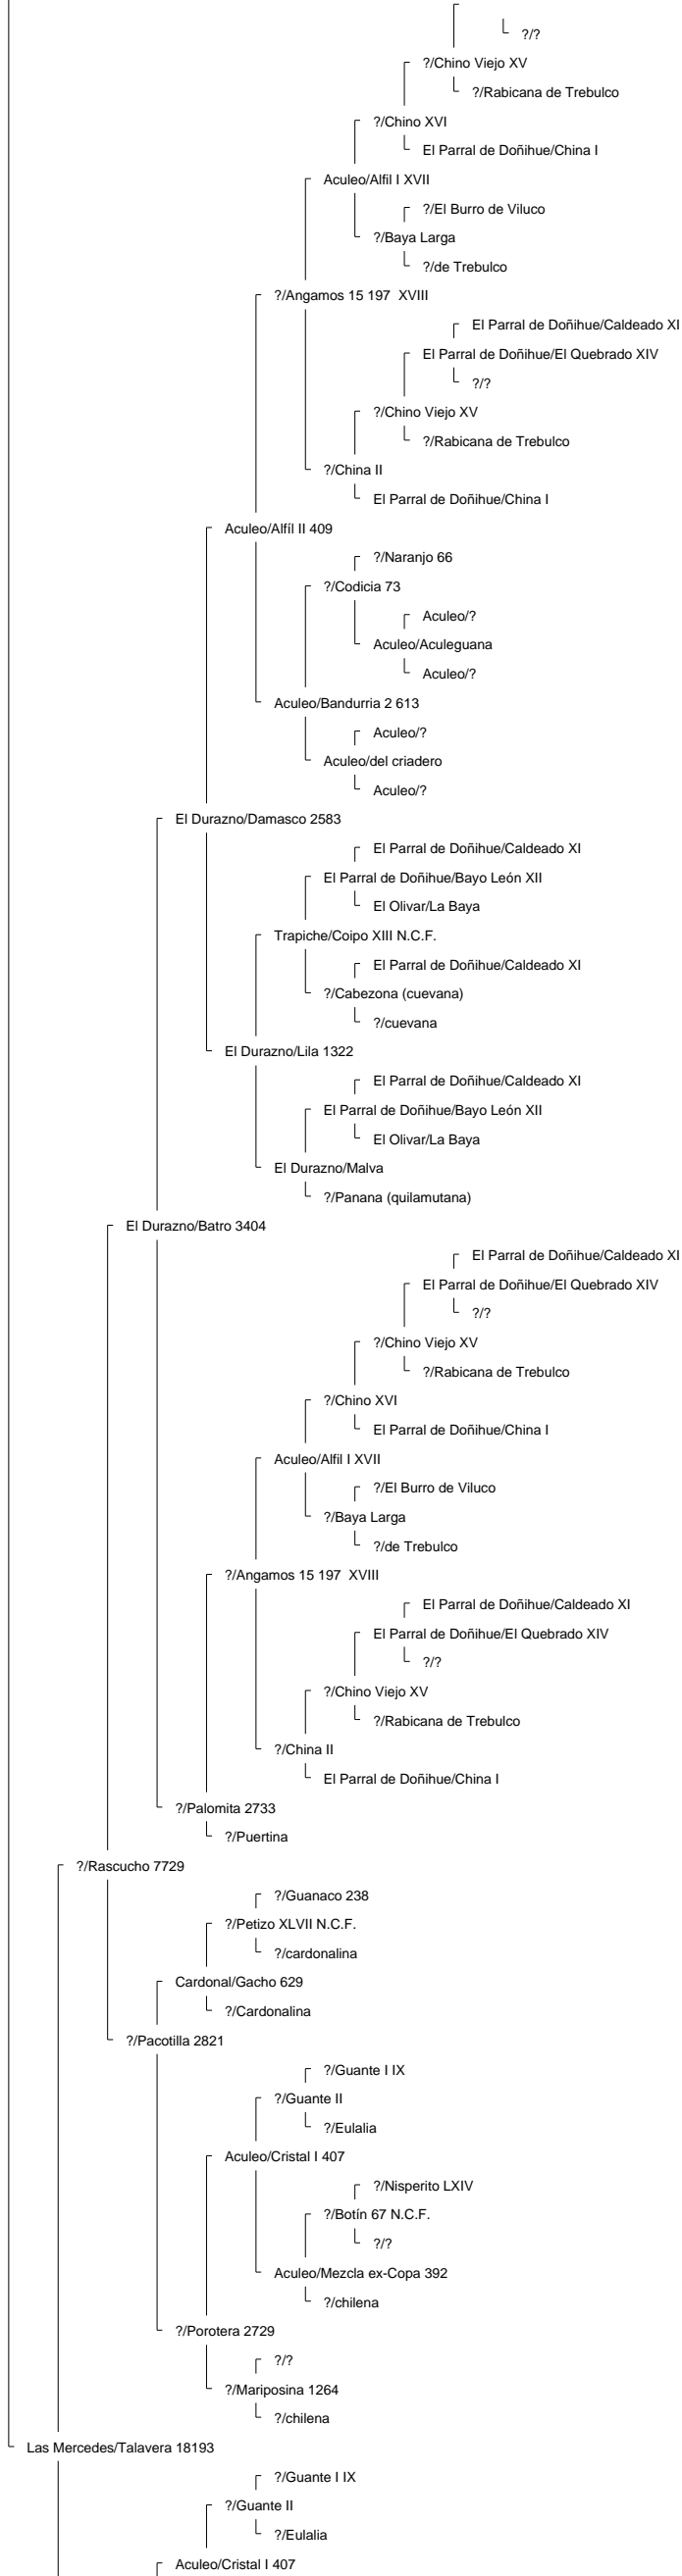 ?/?
?/Chino Viejo XV
?/Rabicana de Trebulco
?/Chino XVI
El Parral de Doñihue/China I
Aculeo/Alfil I XVII
?/El Burro de Viluco
?/Baya Larga
?/de Trebulco
?/Angamos 15 197 XVIII
El Parral de Doñihue/Caldeado XI
El Parral de Doñihue/El Quebrado XIV
?/?
?/Chino Viejo XV
?/Rabicana de Trebulco
?/China II
El Parral de Doñihue/China I
Aculeo/Alfíl II 409
?/Naranjo 66
?/Codicia 73
Aculeo/?
Aculeo/Aculeguana
Aculeo/?
Aculeo/Bandurria 2 613
Aculeo/?
Aculeo/del criadero
Aculeo/?
El Durazno/Damasco 2583
El Parral de Doñihue/Caldeado XI
El Parral de Doñihue/Bayo León XII
El Olivar/La Baya
Trapiche/Coipo XIII N.C.F.
El Parral de Doñihue/Caldeado XI
?/Cabezona (cuevana)
?/cuevana
El Durazno/Lila 1322
El Parral de Doñihue/Caldeado XI
El Parral de Doñihue/Bayo León XII
El Olivar/La Baya
El Durazno/Malva
?/Panana (quilamutana)
El Durazno/Batro 3404
El Parral de Doñihue/Caldeado XI
El Parral de Doñihue/El Quebrado XIV
?/?
?/Chino Viejo XV
?/Rabicana de Trebulco
?/Chino XVI
El Parral de Doñihue/China I
Aculeo/Alfil I XVII
?/El Burro de Viluco
?/Baya Larga
?/de Trebulco
?/Angamos 15 197 XVIII
El Parral de Doñihue/Caldeado XI
El Parral de Doñihue/El Quebrado XIV
?/?
?/Chino Viejo XV
?/Rabicana de Trebulco
?/China II
El Parral de Doñihue/China I
?/Palomita 2733
?/Puertina
?/Rascucho 7729
?/Guanaco 238
?/Petizo XLVII N.C.F.
?/cardonalina
Cardonal/Gacho 629
?/Cardonalina
?/Pacotilla 2821
?/Guante I IX
?/Guante II
?/Eulalia
Aculeo/Cristal I 407
?/Nisperito LXIV
?/Botín 67 N.C.F.
?/?
Aculeo/Mezcla ex-Copa 392
?/chilena
?/Porotera 2729
?/?
?/Mariposina 1264
?/chilena
Las Mercedes/Talavera 18193
?/Guante I IX
?/Guante II
?/Eulalia
Aculeo/Cristal I 407